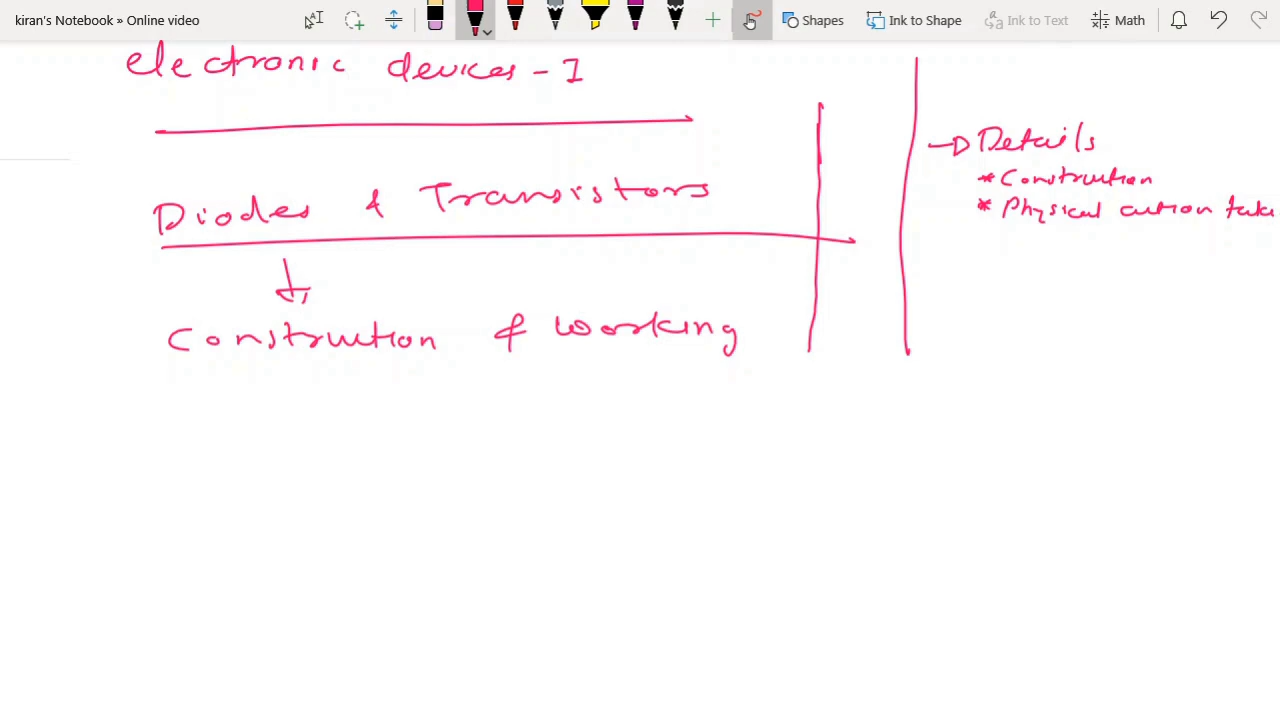 kiran's Notebook » Online video
Shapes
Ink to Shape
Ink to Text
Math
electronic devices - I
Diodes & Transistors
Construction & working
Details
* Construction
* Physical action take